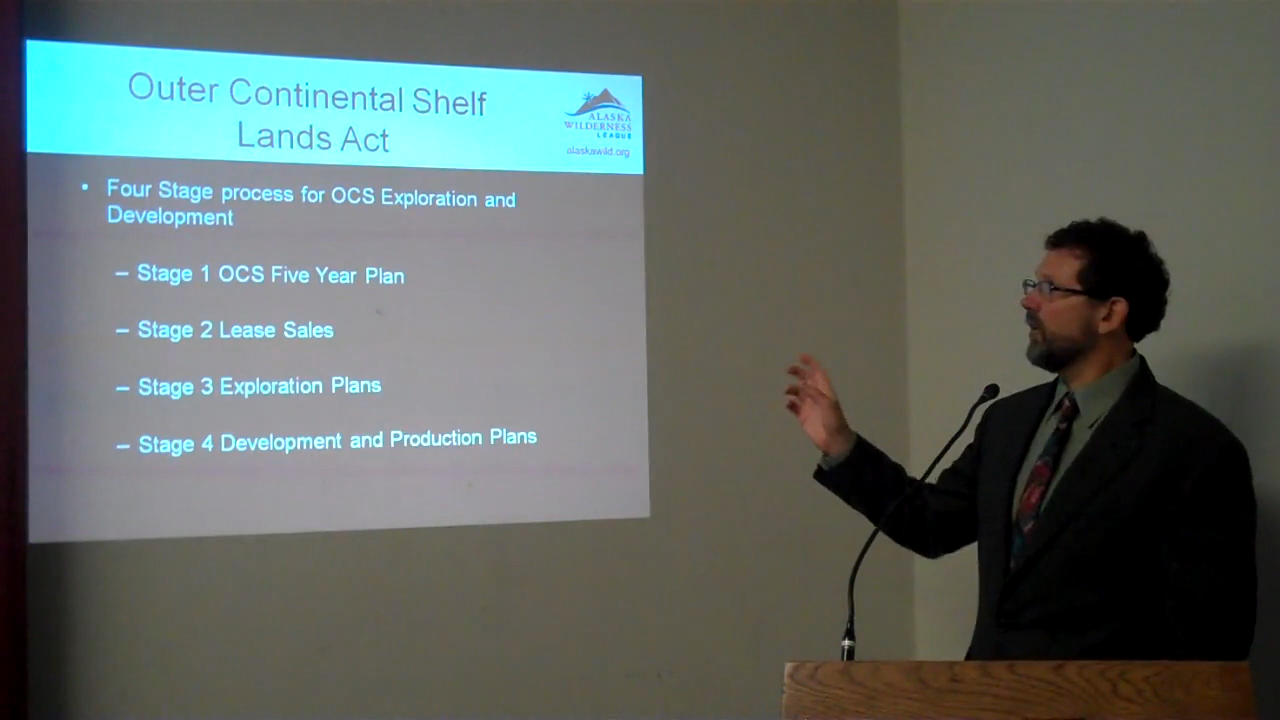 Outer Continental Shelf
Lands Act
ALASKA
WILDERNESS
LEAGUE
alaskawild.org
• Four Stage process for OCS Exploration and
Development
– Stage 1 OCS Five Year Plan
– Stage 2 Lease Sales
– Stage 3 Exploration Plans
– Stage 4 Development and Production Plans